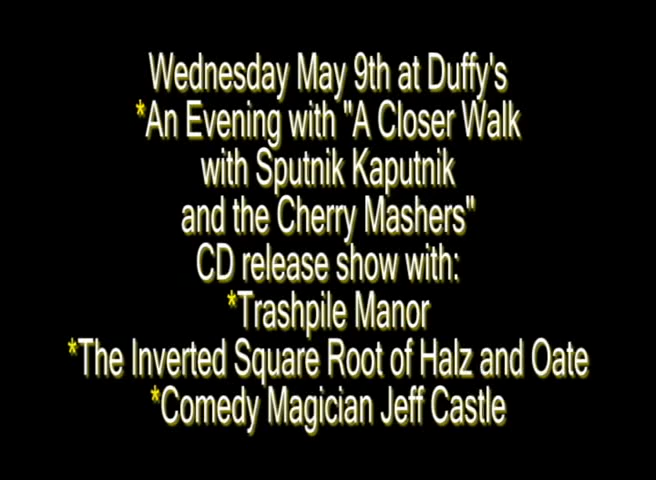 Wednesday May 9th at Duffy's
*An Evening with "A Closer Walk
with Sputnik Kaputnik
and the Cherry Mashers"
CD release show with:
*Trashpile Manor
*The Inverted Square Root of Halz and Oate
*Comedy Magician Jeff Castle